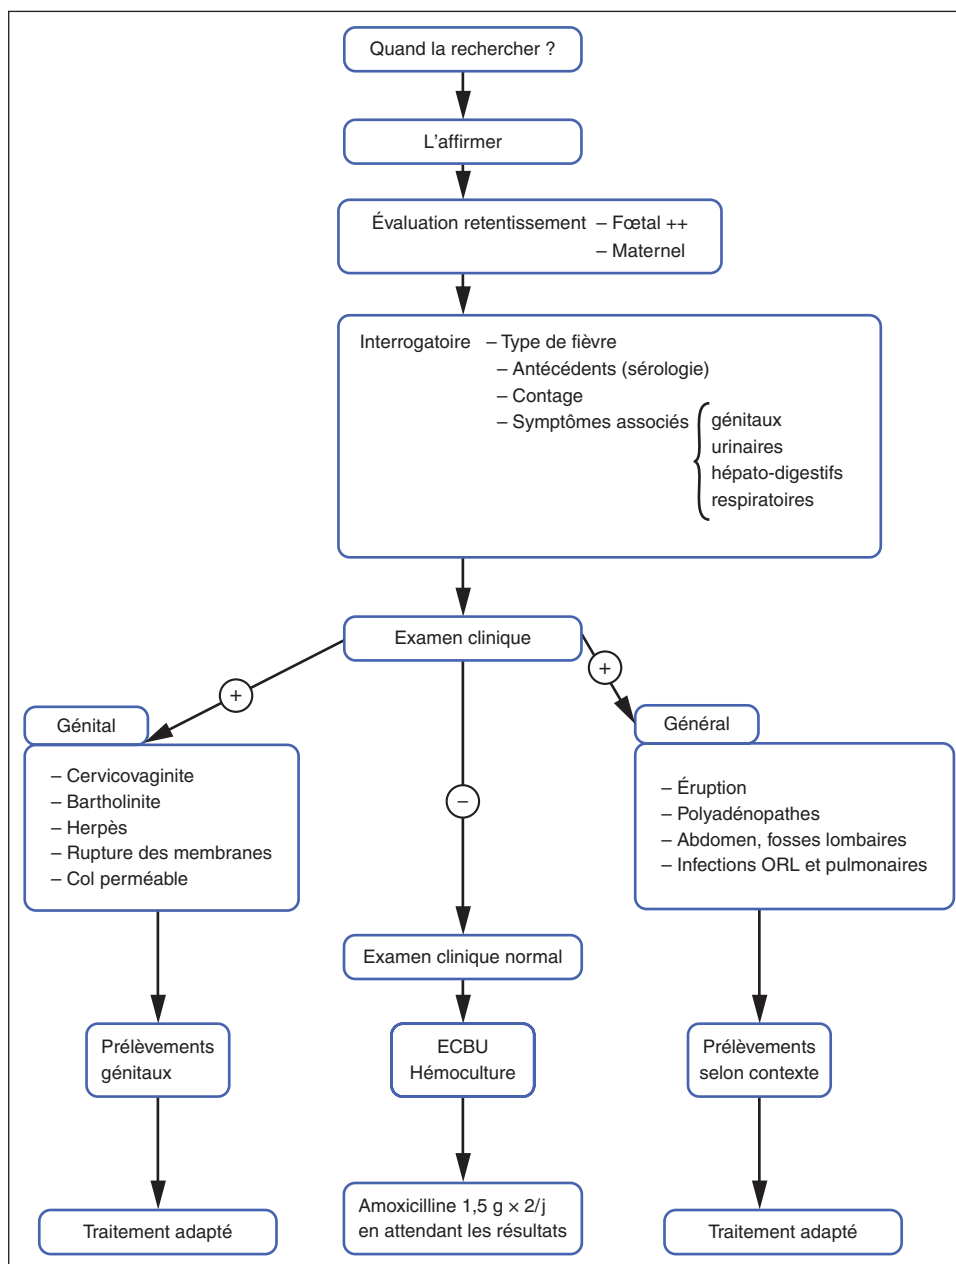 Quand la rechercher ?
L'affirmer
Évaluation retentissement – Fœtal ++
– Maternel
Interrogatoire – Type de fièvre
– Antécédents (sérologie)
– Contage
– Symptômes associés
génitaux
urinaires
hépato-digestifs
respiratoires
Examen clinique
+
+
–
Génital
– Cervicovaginite
– Bartholinite
– Herpès
– Rupture des membranes
– Col perméable
Général
– Éruption
– Polyadénopathes
– Abdomen, fosses lombaires
– Infections ORL et pulmonaires
Examen clinique normal
Prélèvements
génitaux
ECBU
Hémoculture
Prélèvements
selon contexte
Traitement adapté
Amoxicilline 1,5 g × 2/j
en attendant les résultats
Traitement adapté